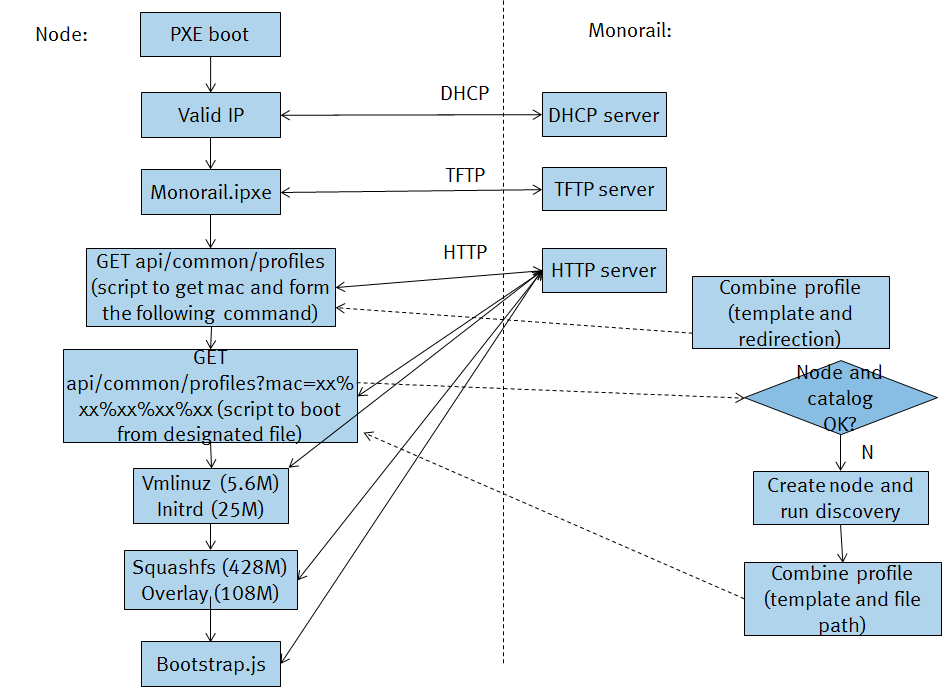 Node:
PXE boot
Monorail:
Valid IP
DHCP
DHCP server
Monorail.ipxe
TFTP
TFTP server
GET api/common/profiles
(script to get mac and form
the following command)
HTTP
HTTP server
Combine profile
(template and
redirection)
GET
api/common/profiles?mac=xx%
xx%xx%xx%xx (script to boot
from designated file)
Node and
catalog
OK?
N
Vmlinuz (5.6M)
Initrd (25M)
Create node and
run discovery
Squashfs (428M)
Overlay (108M)
Combine profile
(template and file
path)
Bootstrap.js